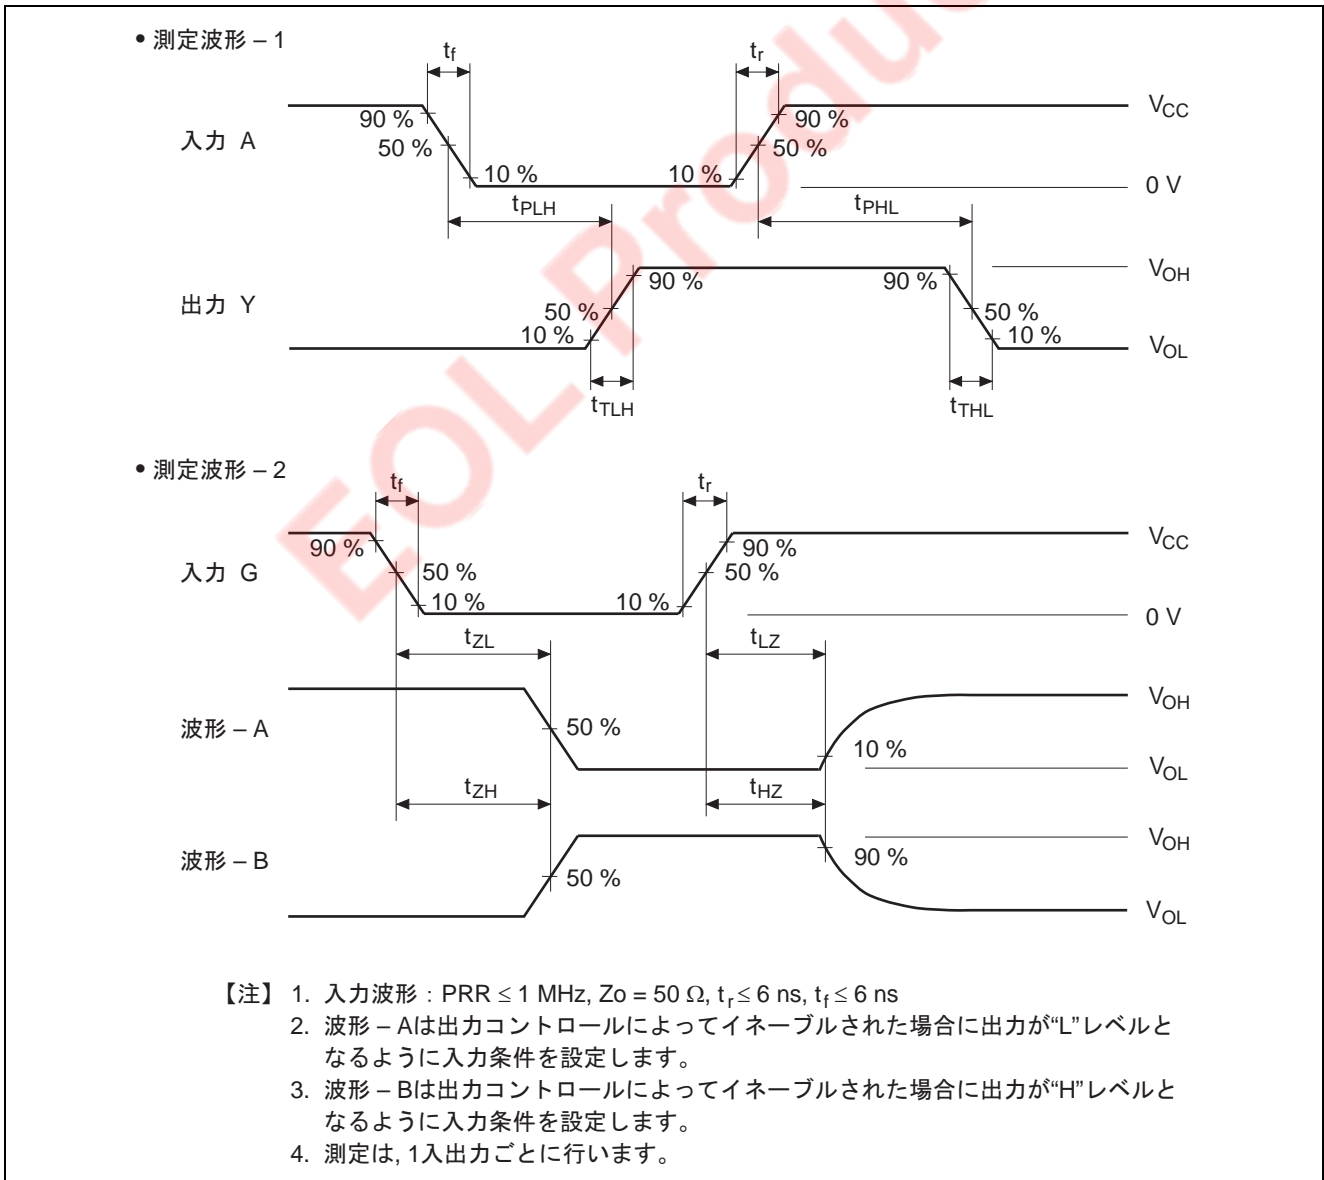 • 測定波形 – 1
tf
tr
90 %
90 %
VCC
入力 A
50 %
50 %
10 %
10 %
0 V
tPLH
tPHL
90 %
90 %
VOH
出力 Y
50 %
50 %
10 %
10 %
VOL
tTLH
tTHL
• 測定波形 – 2
tf
tr
90 %
90 %
VCC
入力 G
50 %
50 %
10 %
10 %
0 V
tZL
tLZ
VOH
波形 – A
50 %
10 %
VOL
tZH
tHZ
VOH
波形 – B
50 %
90 %
VOL
【注】 1. 入力波形：PRR ≤ 1 MHz, Zo = 50 Ω, tr ≤ 6 ns, tf ≤ 6 ns
2. 波形 – Aは出力コントロールによってイネーブルされた場合に出力が“L”レベルと
なるように入力条件を設定します。
3. 波形 – Bは出力コントロールによってイネーブルされた場合に出力が“H”レベルと
なるように入力条件を設定します。
4. 測定は, 1入出力ごとに行います。
EOL Produ